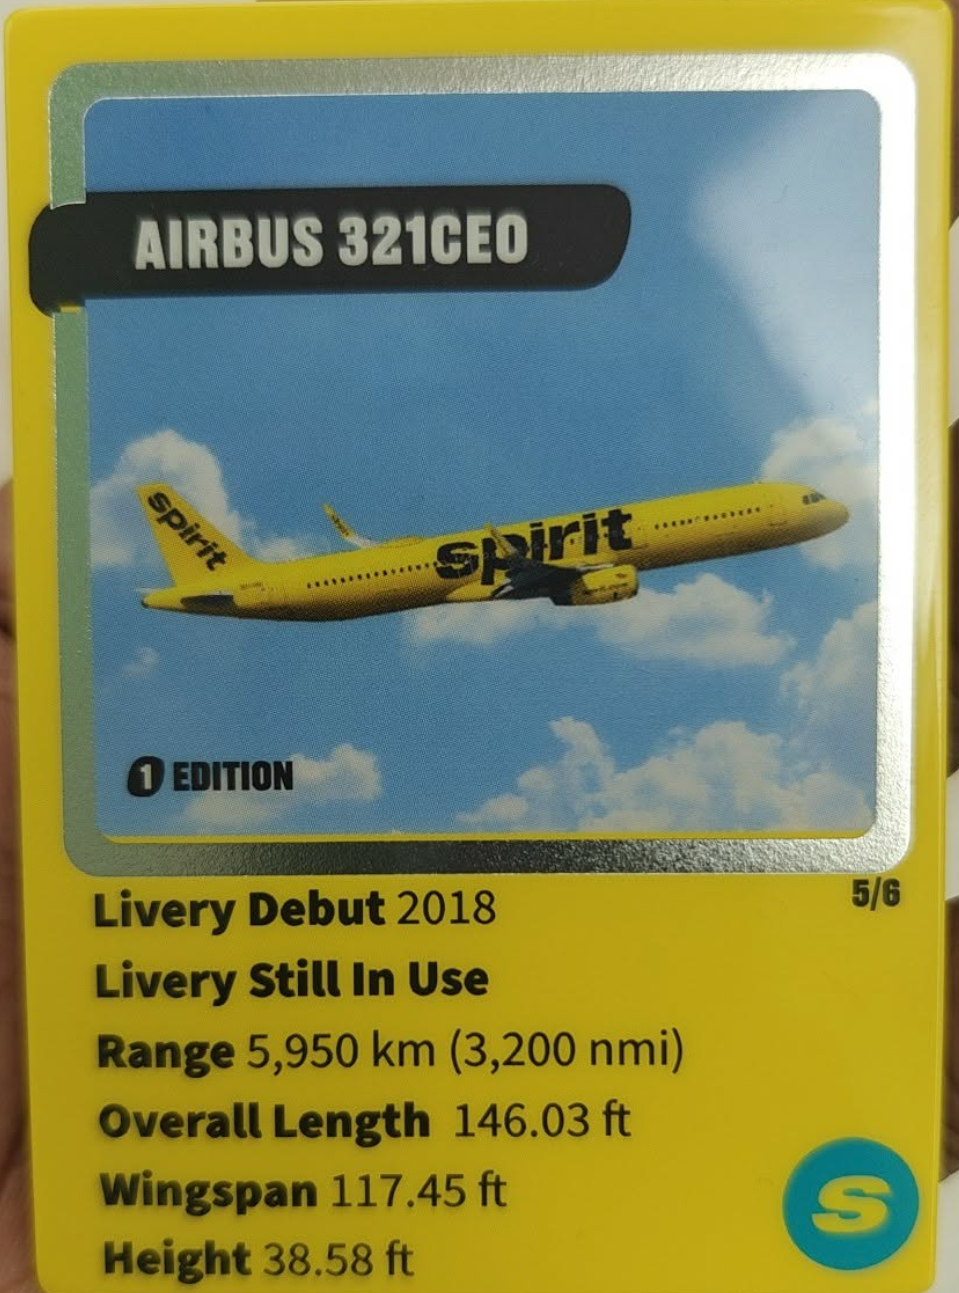 AIRBUS 321CEO
spirit
spirit
1 EDITION
5/6
Livery Debut 2018
Livery Still In Use
Range 5,950 km (3,200 nmi)
Overall Length 146.03 ft
Wingspan 117.45 ft
Height 38.58 ft
S